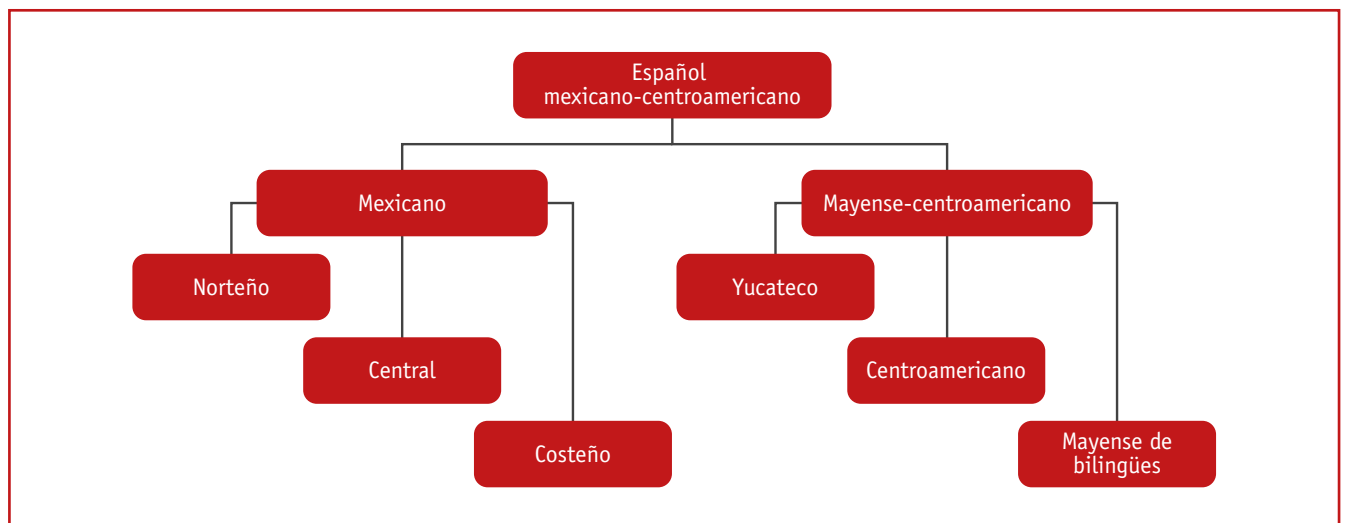 Español
mexicano-centroamericano
Mexicano
Mayense-centroamericano
Norteño
Yucateco
Central
Centroamericano
Costeño
Mayense de
bilingües